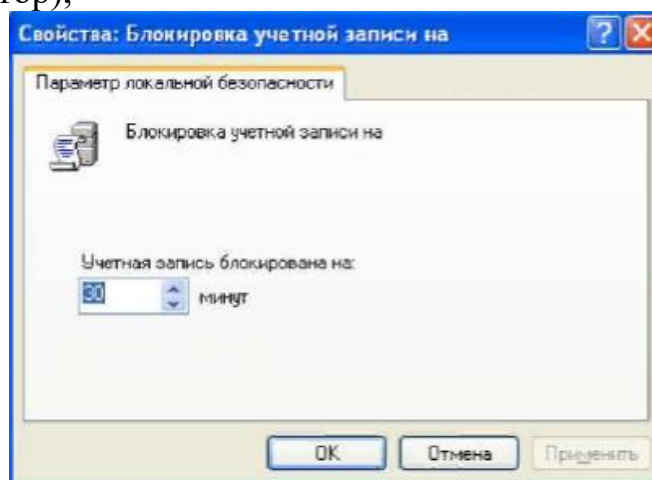 тор),
Свойства: Блокировка учетной записи на
Параметр локальной безопасности
Блокировка учетной записи на
Учетная запись блокирована на:
30 минут
OK Отмена Применить